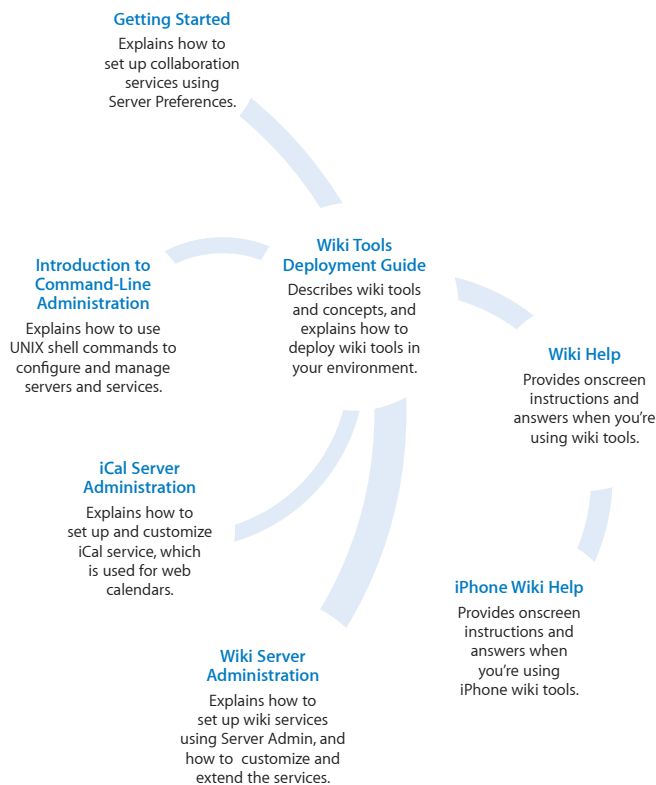 Getting Started
Explains how to
set up collaboration
services using
Server Preferences.
Wiki Tools
Deployment Guide
Describes wiki tools
and concepts, and
explains how to
deploy wiki tools in
your environment.
Introduction to
Command-Line
Administration
Explains how to use
UNIX shell commands to
configure and manage
servers and services.
Wiki Help
Provides onscreen
instructions and
answers when you’re
using wiki tools.
iCal Server
Administration
Explains how to
set up and customize
iCal service, which
is used for web
calendars.
iPhone Wiki Help
Provides onscreen
instructions and
answers when
you’re using
iPhone wiki tools.
Wiki Server
Administration
Explains how to
set up wiki services
using Server Admin, and
how to customize and
extend the services.